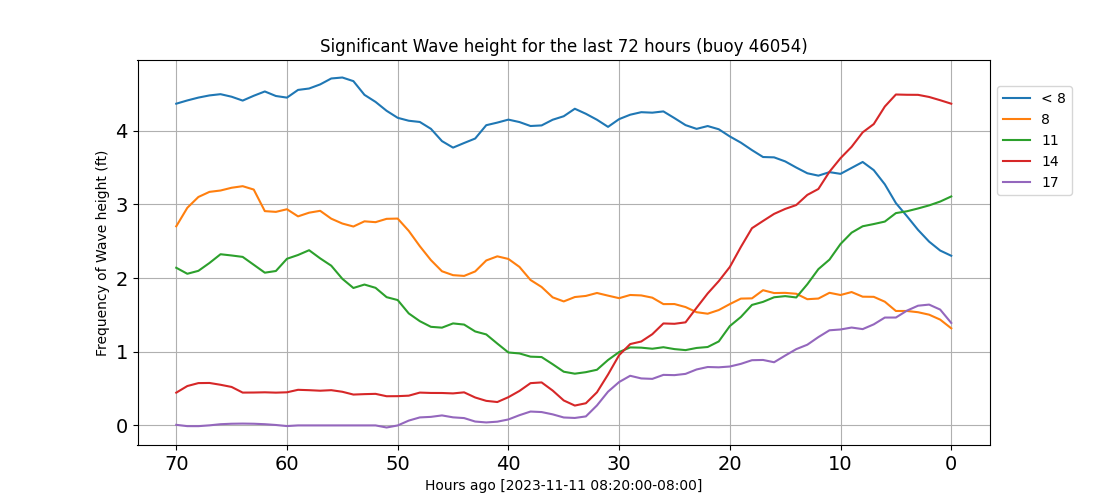 Significant Wave height for the last 72 hours (buoy 46054)
Frequency of Wave height (ft)
4
3
2
1
0
70 60 50 40 30 20 10 0
Hours ago [2023-11-11 08:20:00-08:00]
< 8
8
11
14
17